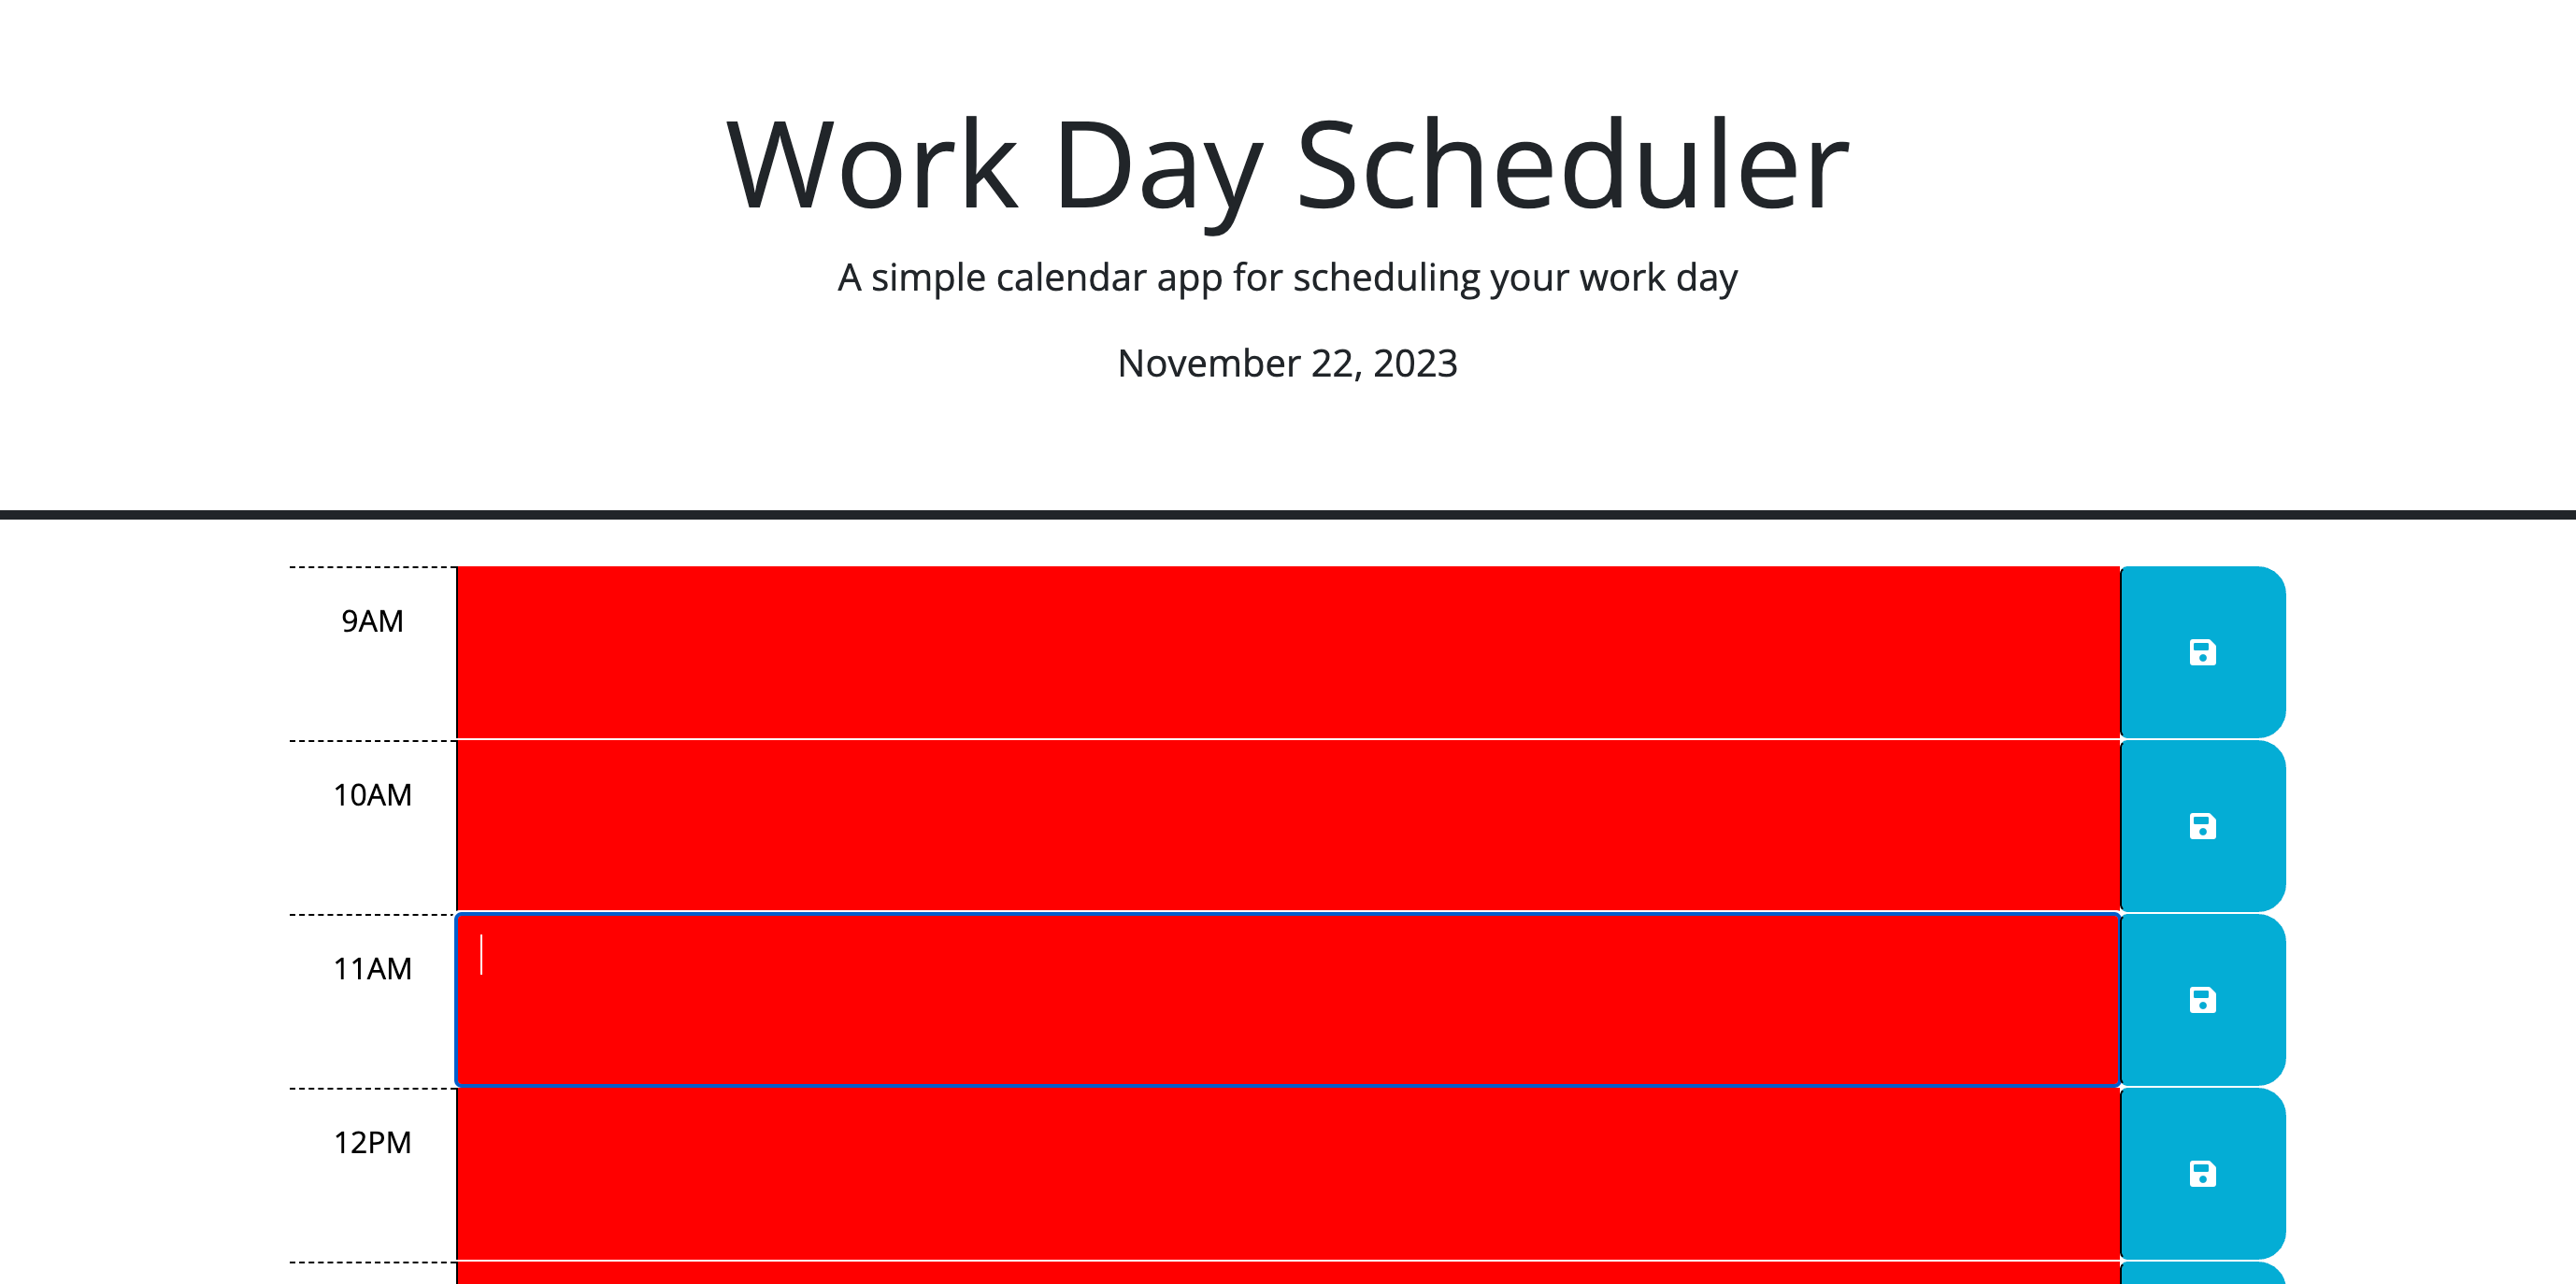 Work Day Scheduler
A simple calendar app for scheduling your work day
November 22, 2023
9AM
10AM
11AM
12PM